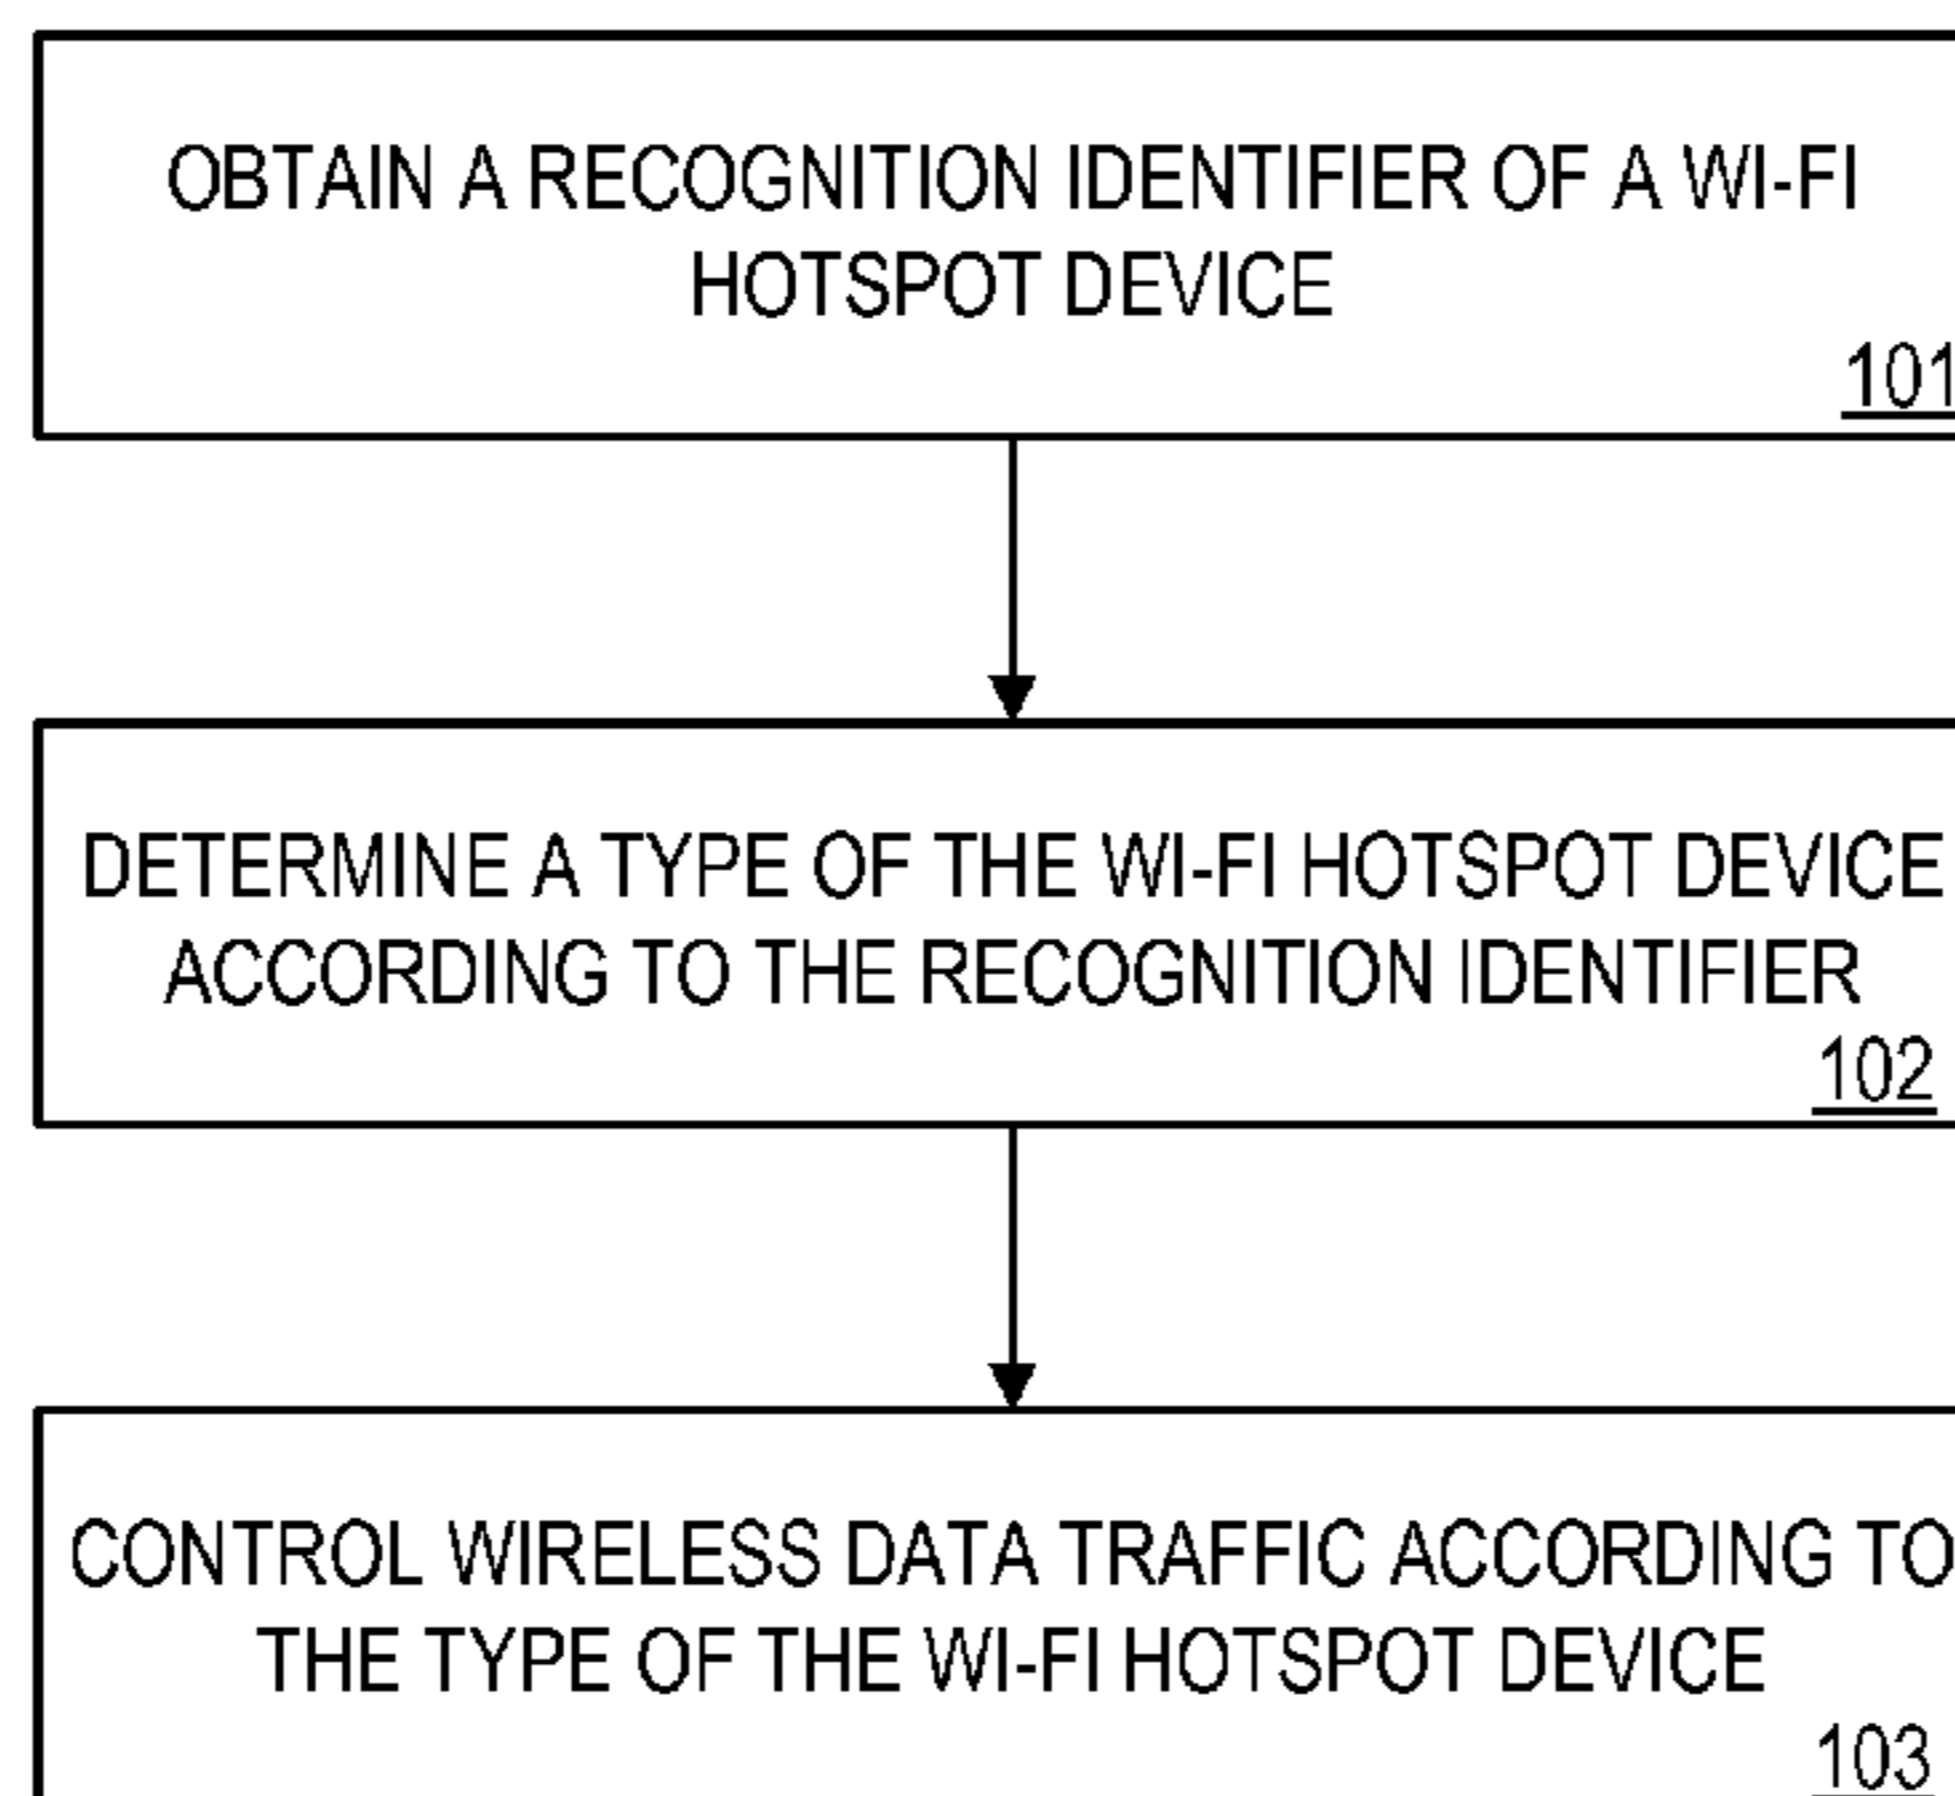 OBTAIN A RECOGNITION IDENTIFIER OF A WI-FI
HOTSPOT DEVICE
101
DETERMINE A TYPE OF THE WI-FI HOTSPOT DEVICE
ACCORDING TO THE RECOGNITION IDENTIFIER
102
CONTROL WIRELESS DATA TRAFFIC ACCORDING TO
THE TYPE OF THE WI-FI HOTSPOT DEVICE
103